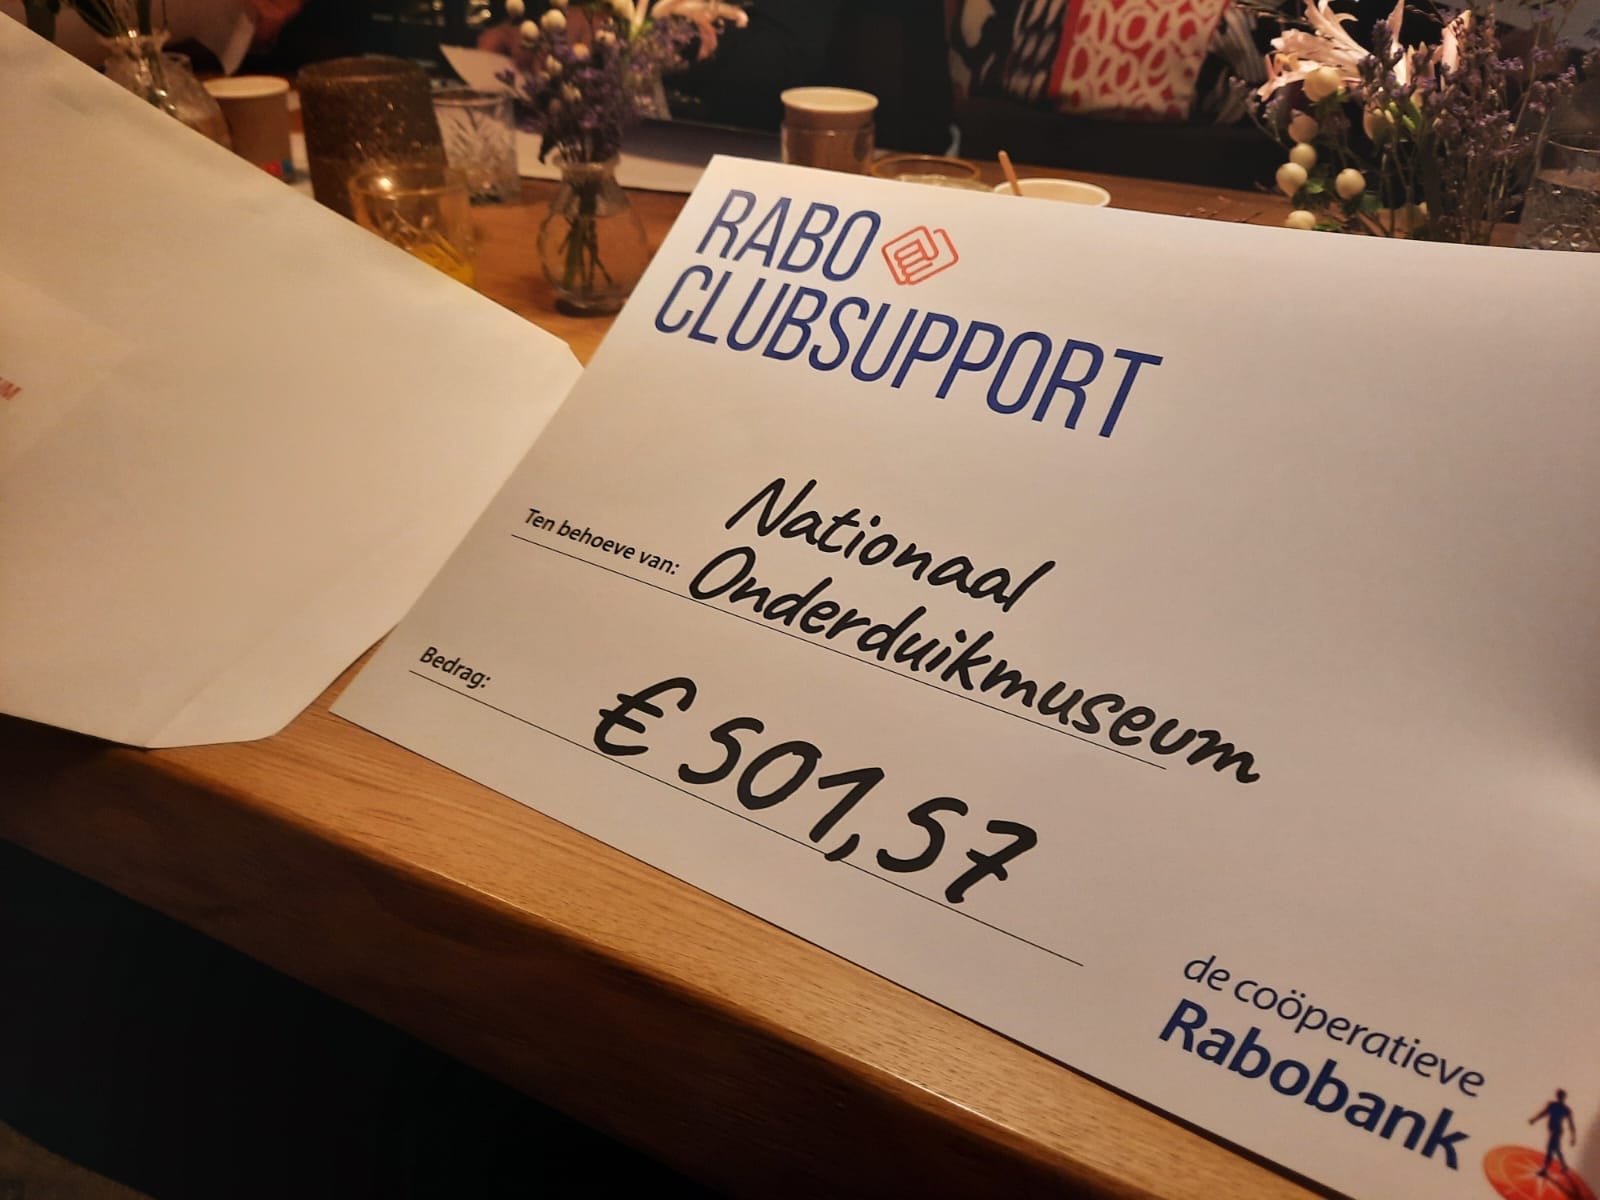 RABO
CLUBSUPPORT
Ten behoeve van: Nationaal
Onderduikmuseum
Bedrag: € 501,57
de coöperatieve
Rabobank